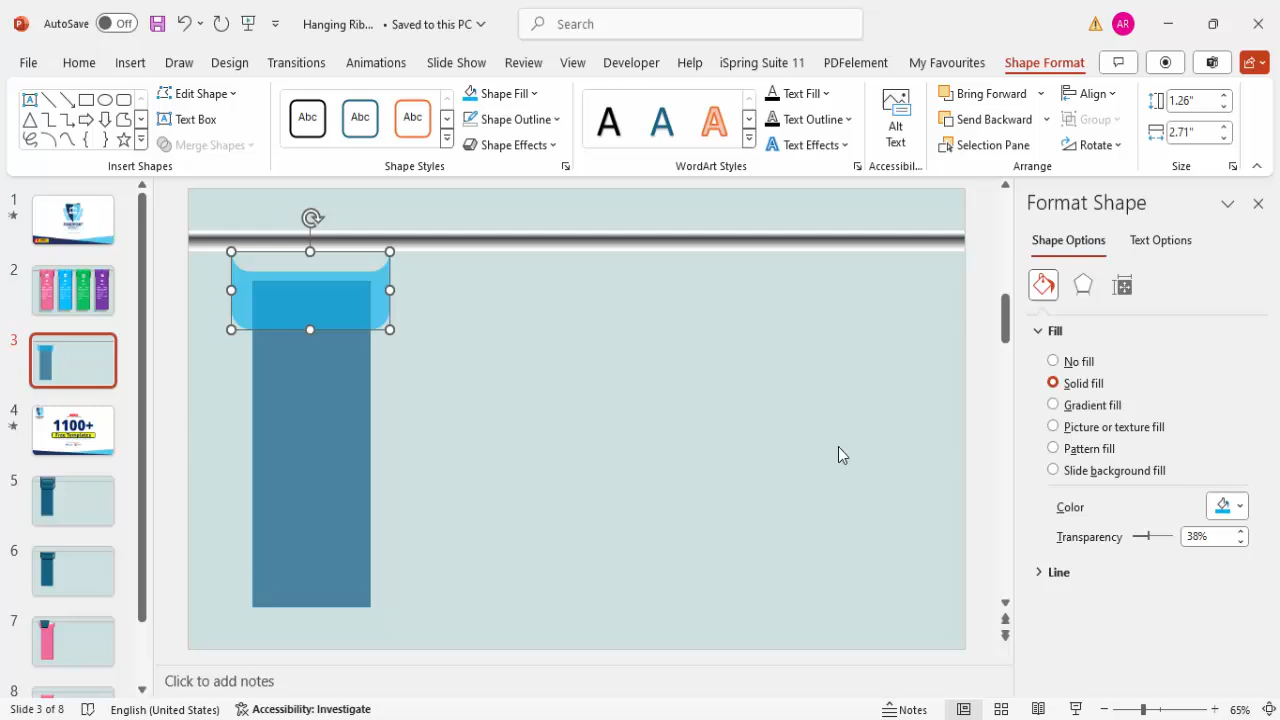 AutoSave Off Hanging Rib... • Saved to this PC Search AR
File Home Insert Draw Design Transitions Animations Slide Show Review View Developer Help iSpring Suite 11 PDFelement My Favourites Shape Format
Edit Shape Abc Abc Abc Shape Fill A A A Text Fill Bring Forward Align 1.26"
Text Box Shape Outline Text Outline Alt Text Send Backward Group 2.71"
Merge Shapes Shape Effects Text Effects Selection Pane Rotate
Insert Shapes Shape Styles WordArt Styles Accessibil... Arrange Size
Format Shape
Shape Options Text Options
Fill
No fill
Solid fill
Gradient fill
Picture or texture fill
Pattern fill
Slide background fill
Color
Transparency 38%
Line
1
2
3
4
1100+
5
6
7
8
Click to add notes
Slide 3 of 8 English (United States) Accessibility: Investigate Notes 65%